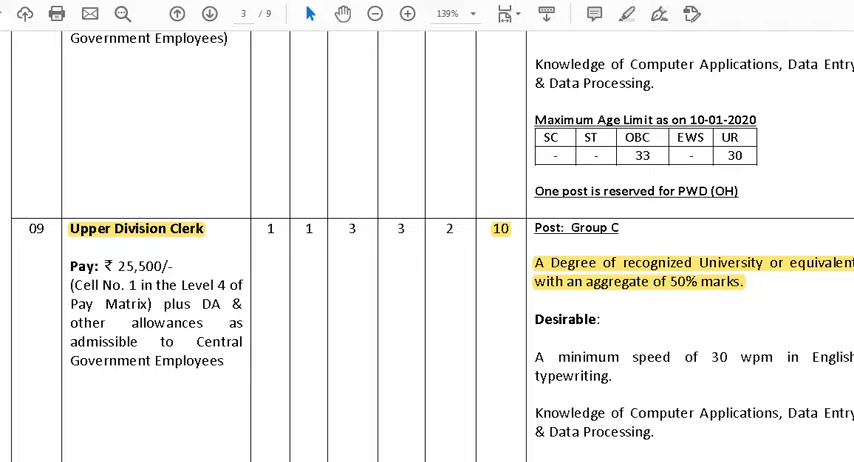 3 / 9
139%
Government Employees)
Knowledge of Computer Applications, Data Entry
& Data Processing.
Maximum Age Limit as on 10-01-2020
SC ST OBC EWS UR
- - 33 - 30
One post is reserved for PWD (OH)
09 Upper Division Clerk 1 1 3 3 2 10 Post: Group C
Pay: ₹ 25,500/-
(Cell No. 1 in the Level 4 of
Pay Matrix) plus DA &
other allowances as
admissible to Central
Government Employees
A Degree of recognized University or equivalent
with an aggregate of 50% marks.
Desirable:
A minimum speed of 30 wpm in English
typewriting.
Knowledge of Computer Applications, Data Entry
& Data Processing.